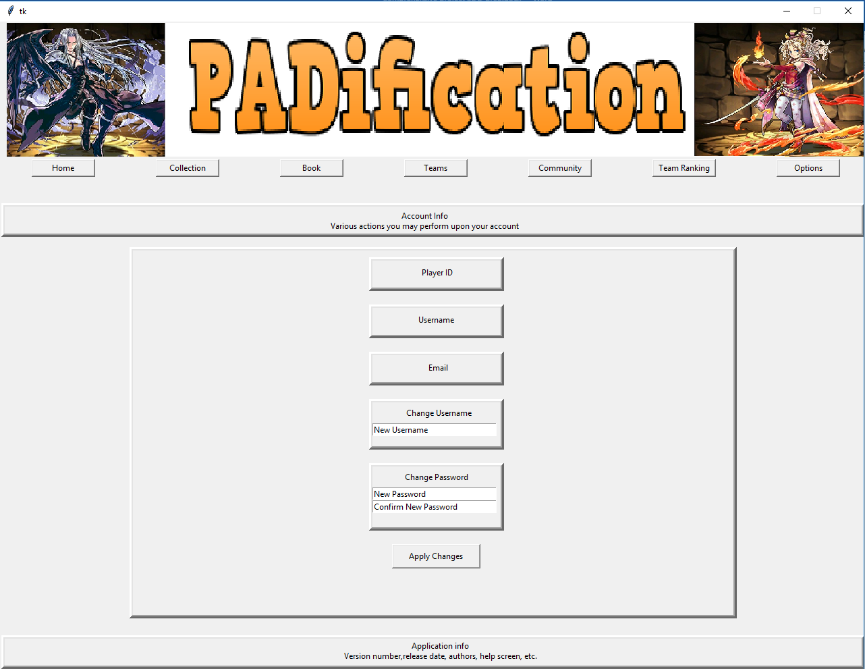 tk
PADification
Home
Collection
Book
Teams
Community
Team Ranking
Options
Account Info
Various actions you may perform upon your account
Player ID
Username
Email
Change Username
New Username
Change Password
New Password
Confirm New Password
Apply Changes
Application info
Version number,release date, authors, help screen, etc.